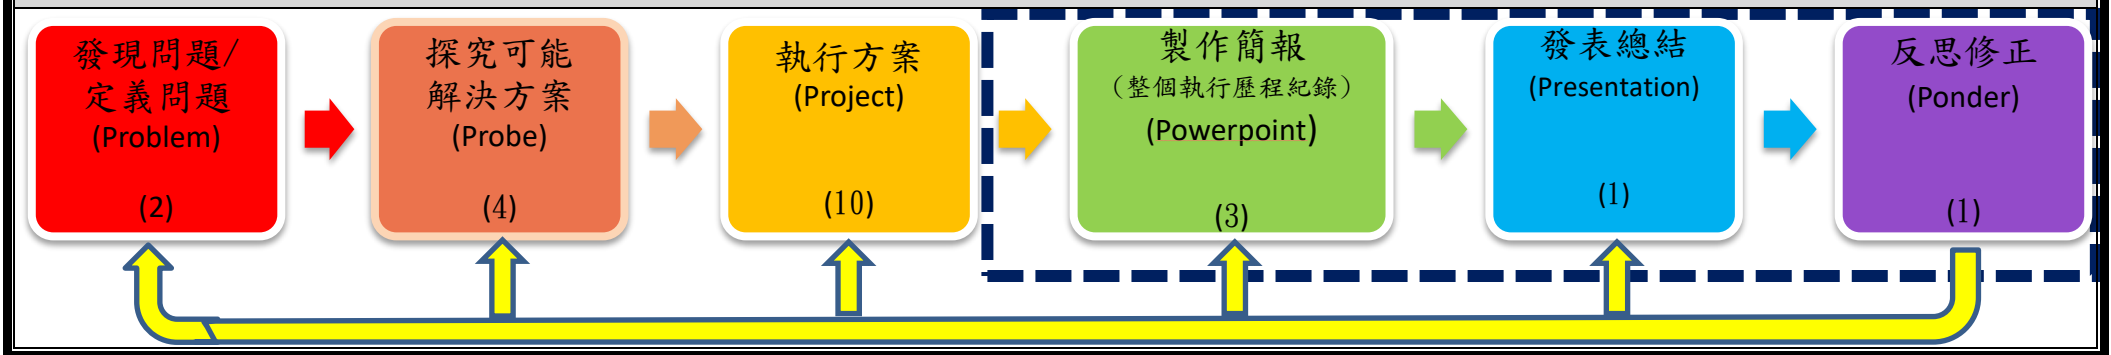 發現問題/
定義問題
(Problem)
(2)
探究可能
解決方案
(Probe)
(4)
執行方案
(Project)
(10)
製作簡報
（整個執行歷程紀錄）
(Powerpoint)
(3)
發表總結
(Presentation)
(1)
反思修正
(Ponder)
(1)